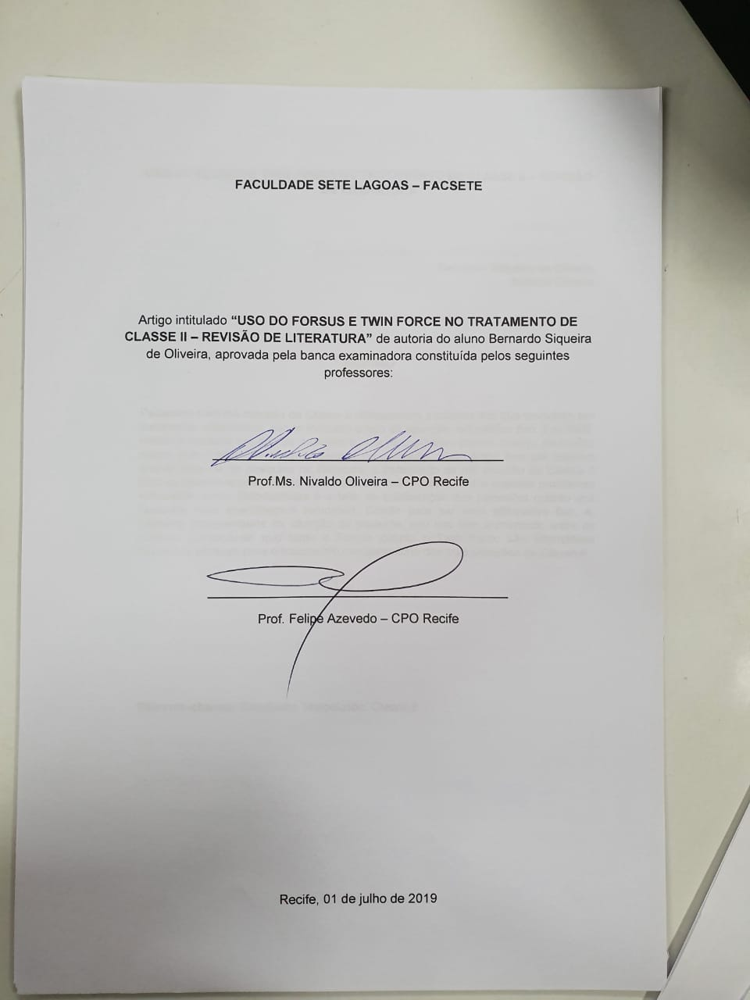 FACULDADE SETE LAGOAS – FACSETE
Artigo intitulado “USO DO FORSUS E TWIN FORCE NO TRATAMENTO DE
CLASSE II – REVISÃO DE LITERATURA” de autoria do aluno Bernardo Siqueira
de Oliveira, aprovada pela banca examinadora constituída pelos seguintes
professores:
Prof.Ms. Nivaldo Oliveira – CPO Recife
Prof. Felipe Azevedo – CPO Recife
Recife, 01 de julho de 2019